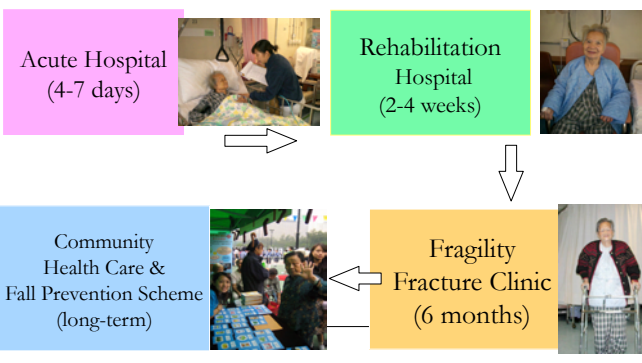 Acute Hospital
(4-7 days)
Rehabilitation
Hospital
(2-4 weeks)
Fragility
Fracture Clinic
(6 months)
Community
Health Care &
Fall Prevention Scheme
(long-term)